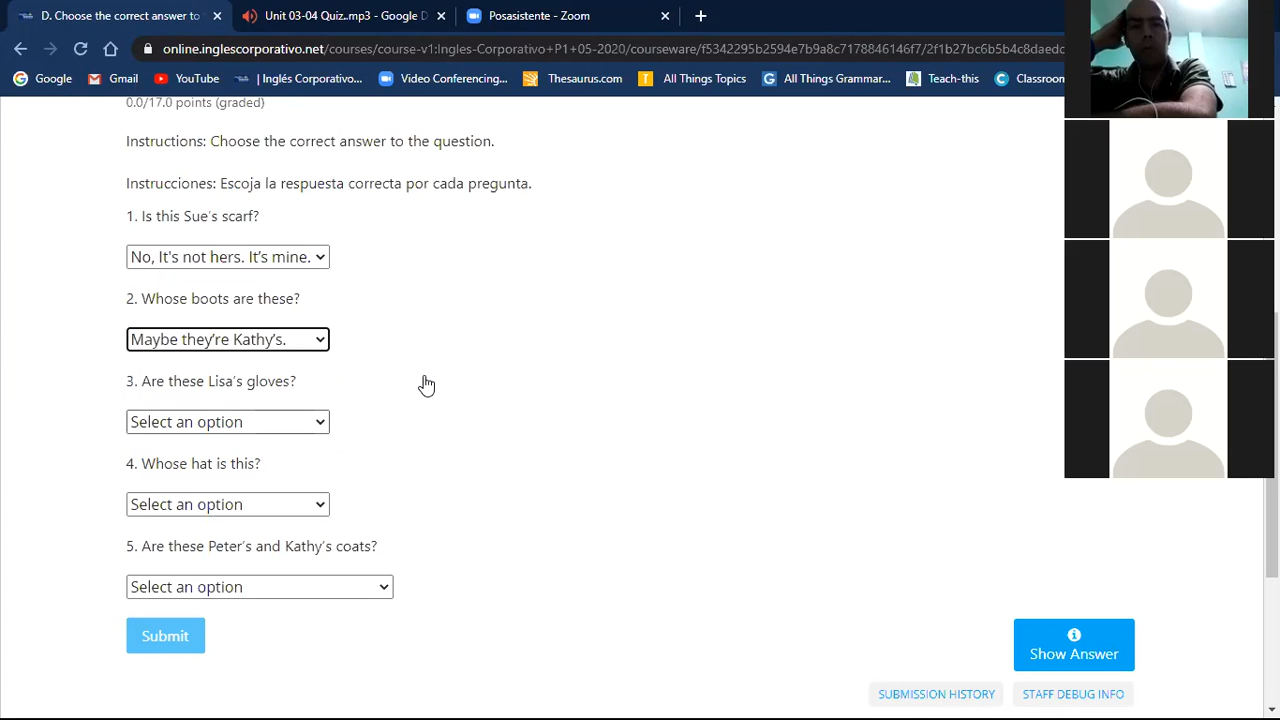 D. Choose the correct answer to
Unit 03-04 Quiz..mp3 - Google D
Posasistente - Zoom
online.inglescorporativo.net/courses/course-v1:Ingles-Corporativo+P1+05-2020/courseware/f5342295b2594e7b9a8c7178846146f7/2f1b27bc6b5b4c8daedc
Google
Gmail
YouTube
| Inglés Corporativo...
Video Conferencing...
Thesaurus.com
All Things Topics
All Things Grammar...
Teach-this
Classroom
0.0/17.0 points (graded)
Instructions: Choose the correct answer to the question.
Instrucciones: Escoja la respuesta correcta por cada pregunta.
1. Is this Sue's scarf?
No, It's not hers. It's mine.
2. Whose boots are these?
Maybe they're Kathy's.
3. Are these Lisa's gloves?
Select an option
4. Whose hat is this?
Select an option
5. Are these Peter's and Kathy's coats?
Select an option
Submit
Show Answer
SUBMISSION HISTORY
STAFF DEBUG INFO